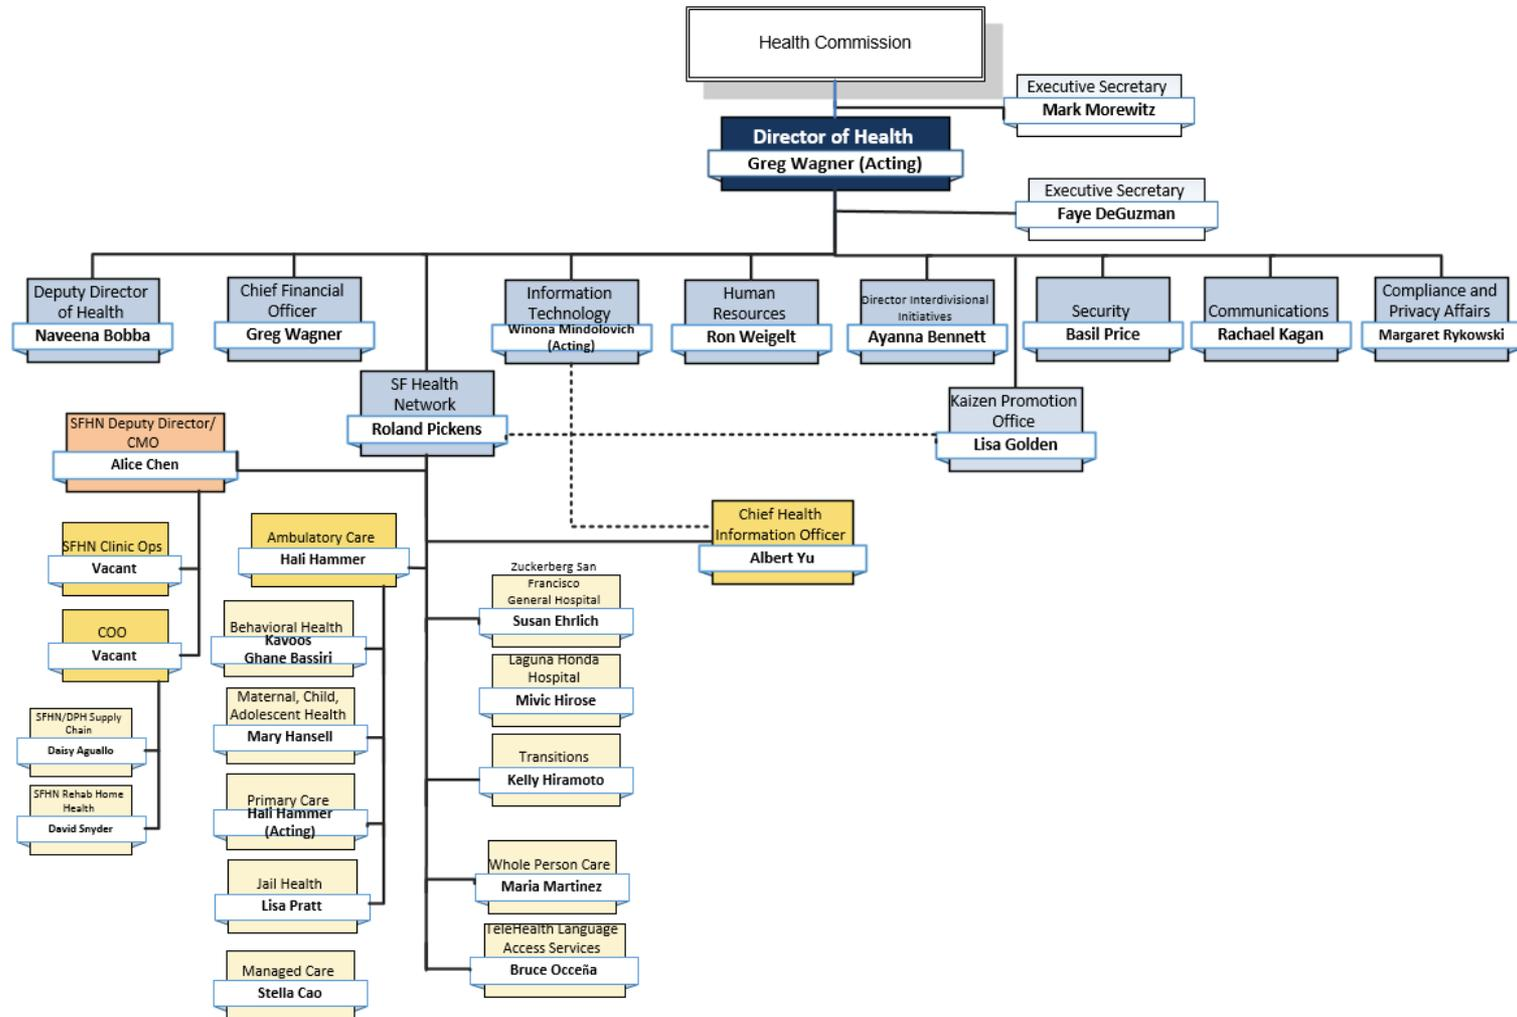 Health Commission
Executive Secretary
Mark Morewitz
Director of Health
Greg Wagner (Acting)
Executive Secretary
Faye DeGuzman
Deputy Director
of Health
Naveena Bobba
Chief Financial
Officer
Greg Wagner
Information
Technology
Winona Mindolovich
(Acting)
Human
Resources
Ron Weigelt
Director Interdivisional
Initiatives
Ayanna Bennett
Security
Basil Price
Communications
Rachael Kagan
Compliance and
Privacy Affairs
Margaret Rykowski
SF Health
Network
Roland Pickens
Kaizen Promotion
Office
Lisa Golden
SFHN Deputy Director/
CMO
Alice Chen
SFHN Clinic Ops
Vacant
COO
Vacant
SFHN/DPH Supply
Chain
Daisy Aguallo
SFHN Rehab Home
Health
David Snyder
Ambulatory Care
Hali Hammer
Behavioral Health
Kavoos
Ghane Bassiri
Maternal, Child,
Adolescent Health
Mary Hansell
Primary Care
Hali Hammer
(Acting)
Jail Health
Lisa Pratt
Managed Care
Stella Cao
Chief Health
Information Officer
Albert Yu
Zuckerberg San
Francisco
General Hospital
Susan Ehrlich
Laguna Honda
Hospital
Mivic Hirose
Transitions
Kelly Hiramoto
Whole Person Care
Maria Martinez
TeleHealth Language
Access Services
Bruce Occeña